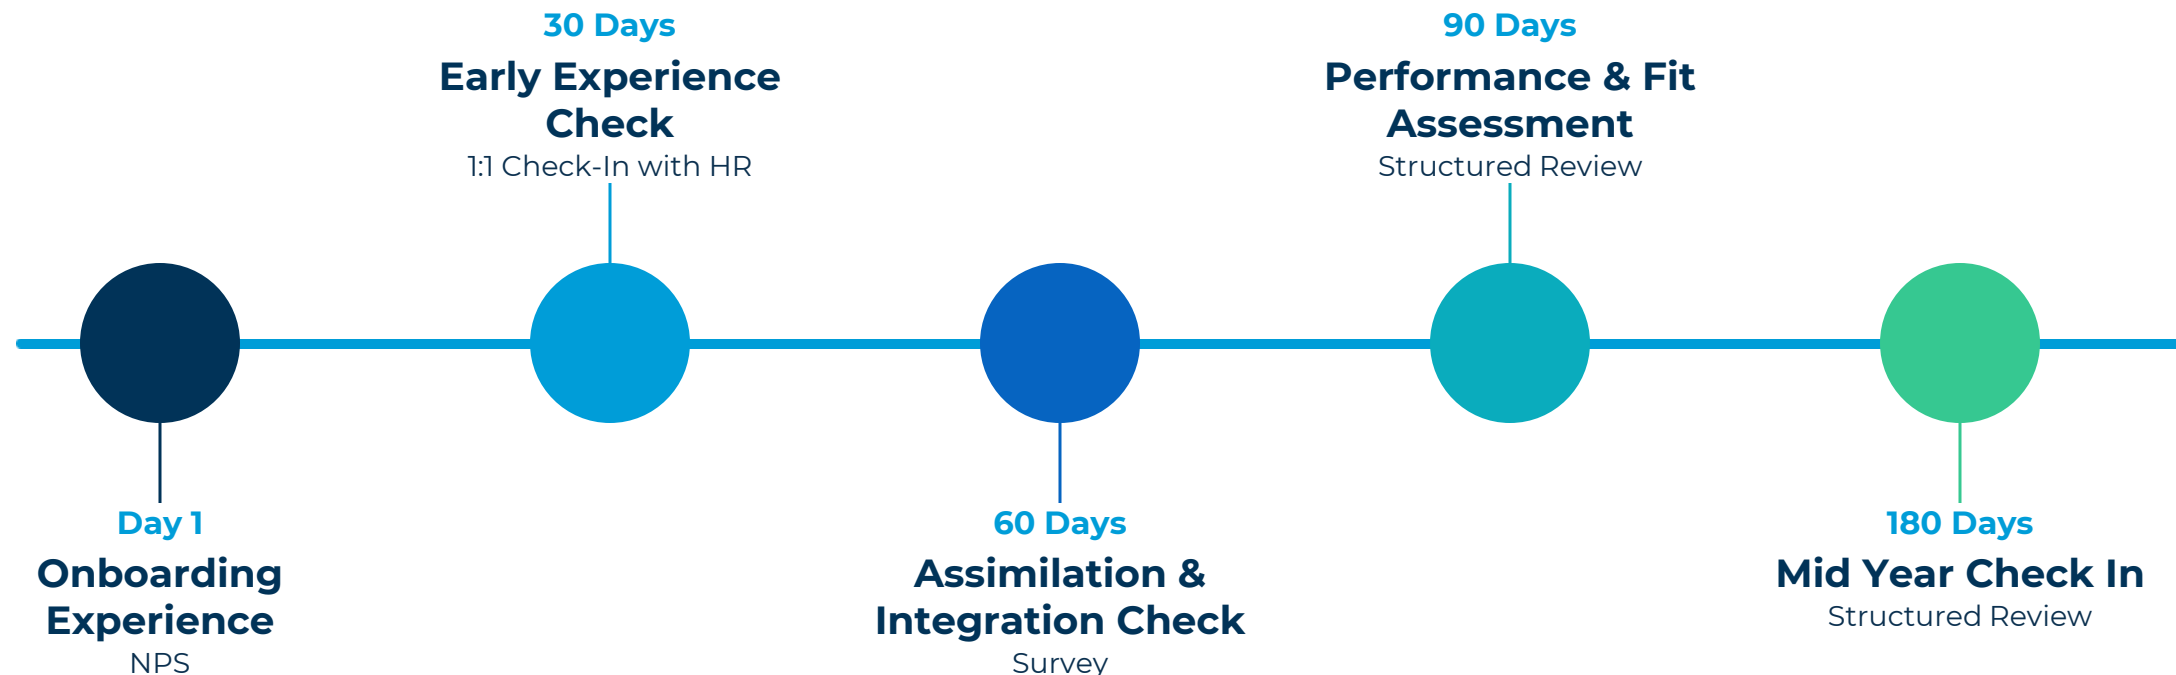 30 Days
Early Experience
Check
1:1 Check-In with HR
90 Days
Performance & Fit
Assessment
Structured Review
Day 1
Onboarding
Experience
NPS
60 Days
Assimilation &
Integration Check
Survey
180 Days
Mid Year Check In
Structured Review